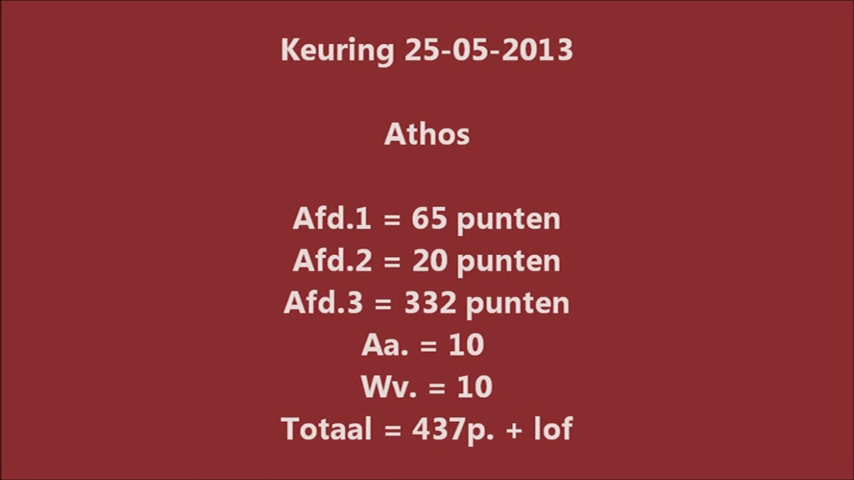 Keuring 25-05-2013
Athos
Afd.1 = 65 punten
Afd.2 = 20 punten
Afd.3 = 332 punten
Aa. = 10
Wv. = 10
Totaal = 437p. + lof